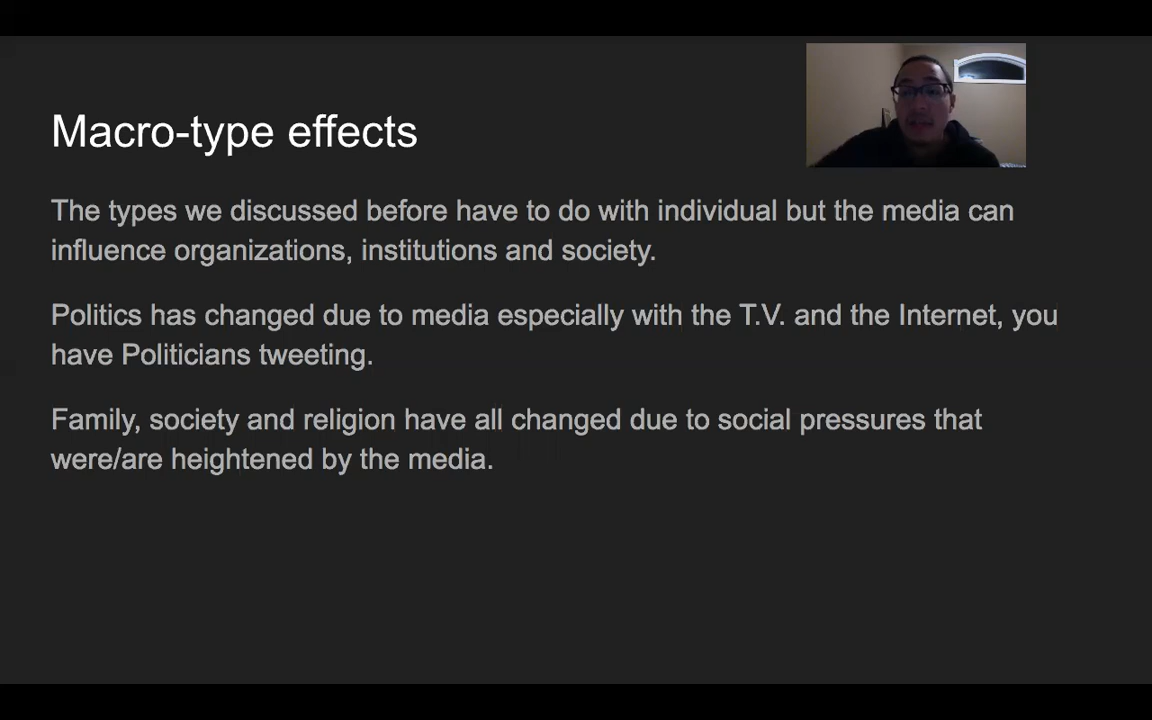 Macro-type effects
The types we discussed before have to do with individual but the media can
influence organizations, institutions and society.
Politics has changed due to media especially with the T.V. and the Internet, you
have Politicians tweeting.
Family, society and religion have all changed due to social pressures that
were/are heightened by the media.